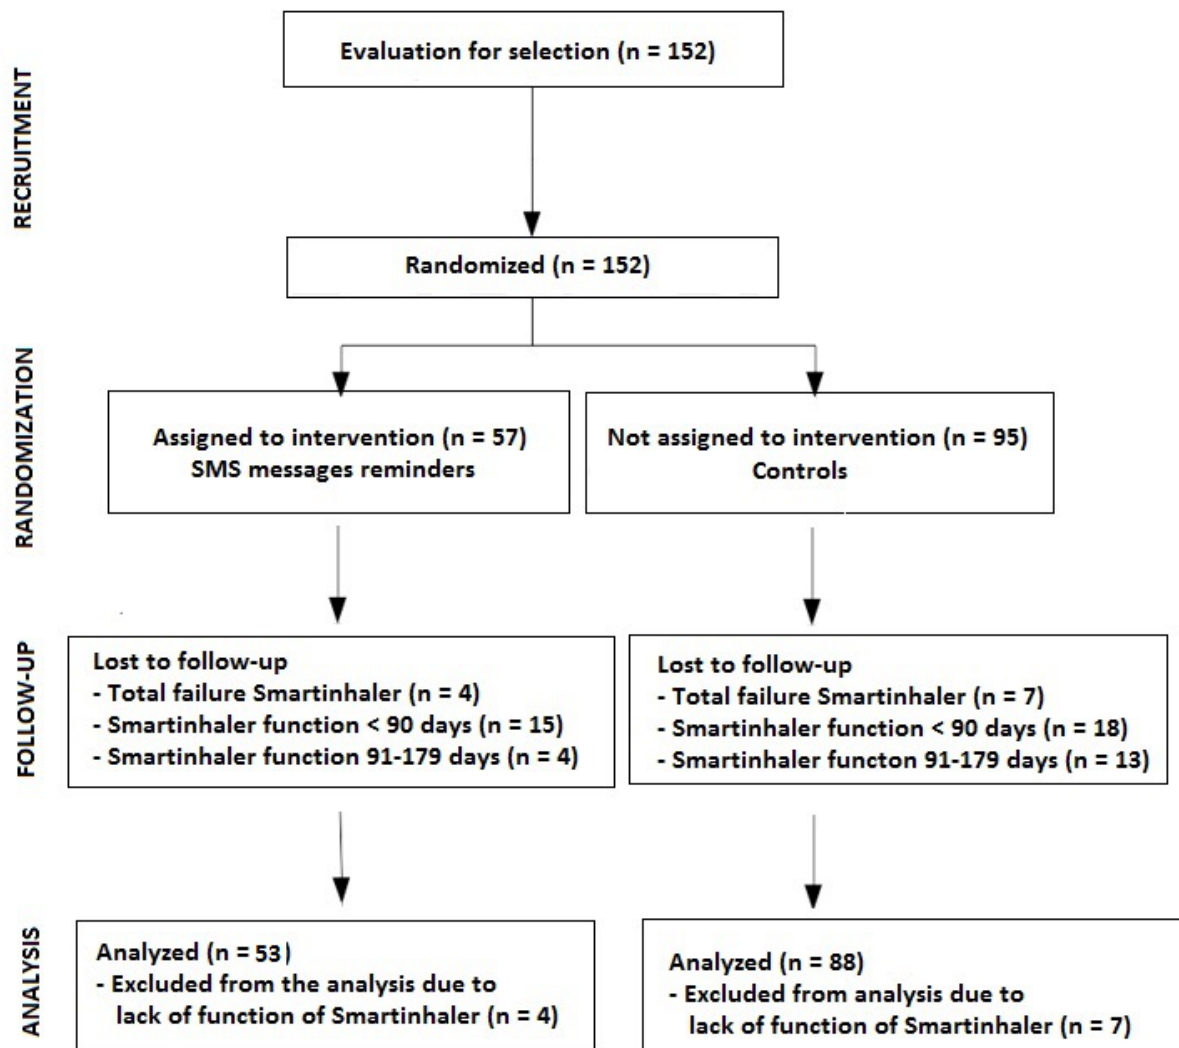 RECRUITMENT
Evaluation for selection (n = 152)
Randomized (n = 152)
RANDOMIZATION
Assigned to intervention (n = 57)
SMS messages reminders
Not assigned to intervention (n = 95)
Controls
FOLLOW-UP
Lost to follow-up
- Total failure Smartinhaler (n = 4)
- Smartinhaler function < 90 days (n = 15)
- Smartinhaler function 91-179 days (n = 4)
Lost to follow-up
- Total failure Smartinhaler (n = 7)
- Smartinhaler function < 90 days (n = 18)
- Smartinhaler functon 91-179 days (n = 13)
ANALYSIS
Analyzed (n = 53)
- Excluded from the analysis due to
lack of function of Smartinhaler (n = 4)
Analyzed (n = 88)
- Excluded from analysis due to
lack of function of Smartinhaler (n = 7)